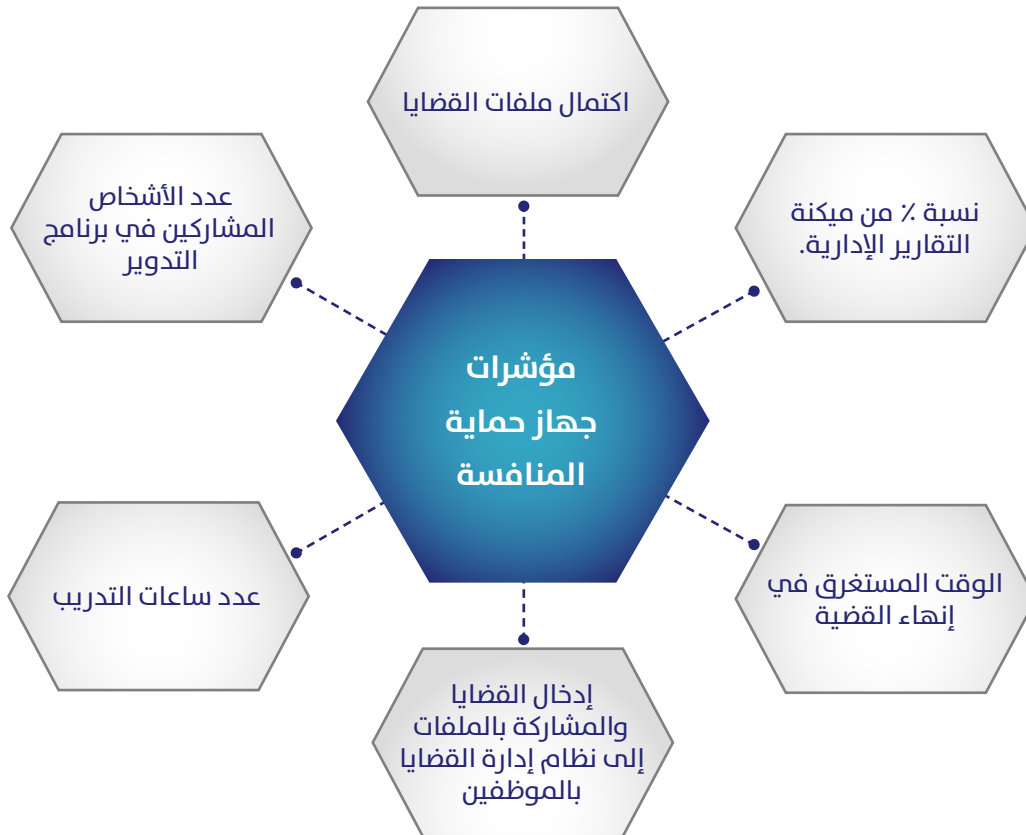 اكتمال ملفات القضايا
نسبة ٪ من ميكنة
التقارير الإدارية.
عدد الأشخاص
المشاركين في برنامج
التدوير
مؤشرات
جهاز حماية
المنافسة
الوقت المستغرق في
إنهاء القضية
عدد ساعات التدريب
إدخال القضايا
والمشاركة بالملفات
إلى نظام إدارة القضايا
بالموظفين